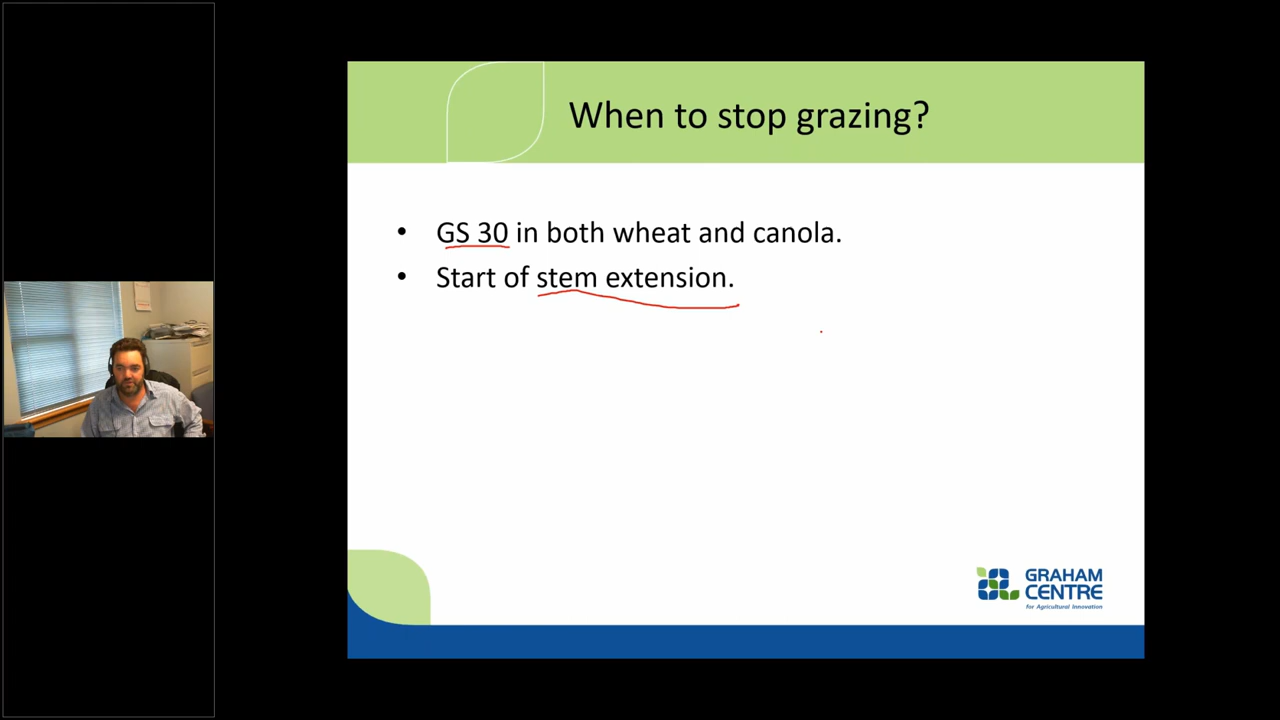 When to stop grazing?
• GS 30 in both wheat and canola.
• Start of stem extension.
GRAHAM
CENTRE
for Agricultural Innovation